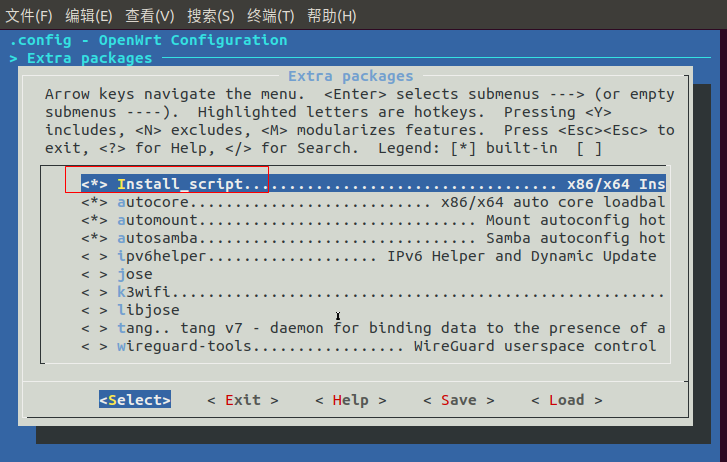 文件(F) 编辑(E) 查看(V) 搜索(S) 终端(T) 帮助(H)
.config - OpenWrt Configuration
> Extra packages
Extra packages
Arrow keys navigate the menu.  <Enter> selects submenus ---> (or empty
submenus ----).  Highlighted letters are hotkeys.  Pressing <Y>
includes, <N> excludes, <M> modularizes features.  Press <Esc><Esc> to
exit, <?> for Help, </> for Search.  Legend: [*] built-in  [ ]
<*> Install_script................................... x86/x64 Ins
<*> autocore........................... x86/x64 auto core loadbal
<*> automount............................... Mount autoconfig hot
<*> autosamba............................... Samba autoconfig hot
< > ipv6helper................... IPv6 Helper and Dynamic Update
< > jose
< > k3wifi.......................................................
< > libjose
< > tang.. tang v7 - daemon for binding data to the presence of a
< > wireguard-tools................. WireGuard userspace control
<Select>    < Exit >    < Help >    < Save >    < Load >